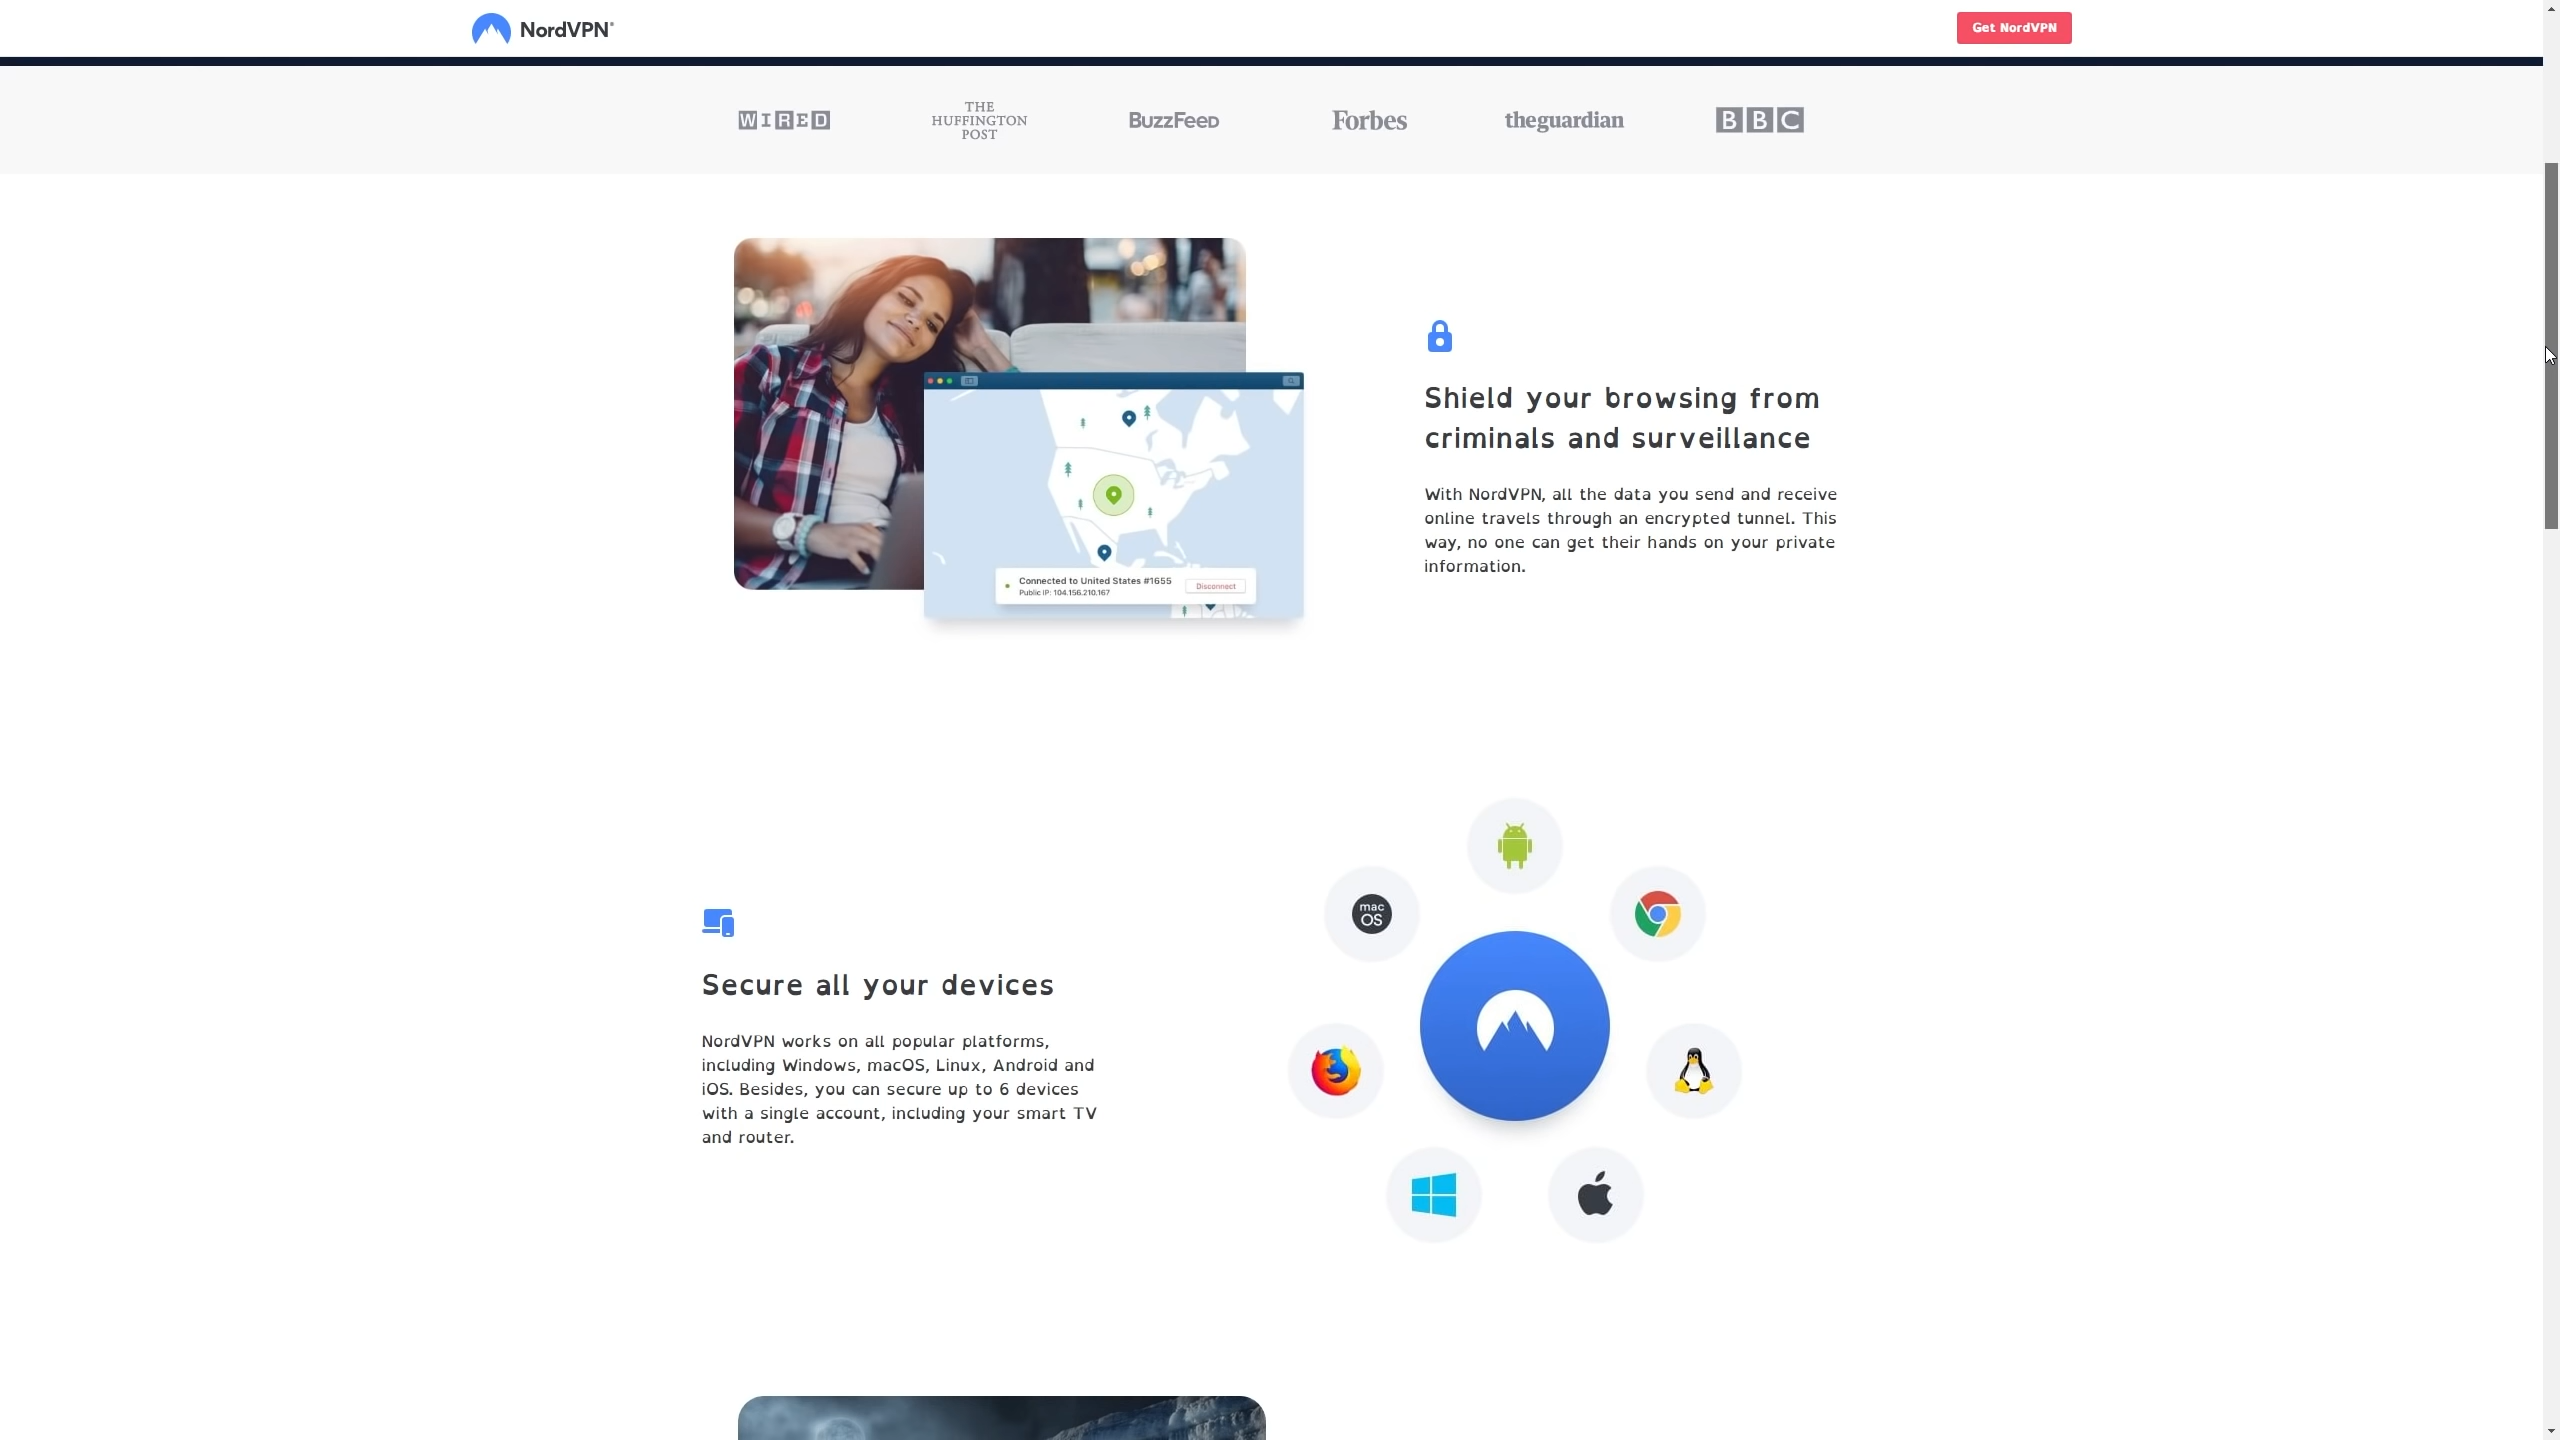 NordVPN®
Get NordVPN
WIRED
THE
HUFFINGTON
POST
BuzzFeed
Forbes
theguardian
BBC
Shield your browsing from
criminals and surveillance
With NordVPN, all the data you send and receive
online travels through an encrypted tunnel. This
way, no one can get their hands on your private
information.
Connected to United States #1655
Public IP: 104.156.210.167
Disconnect
mac
OS
Secure all your devices
NordVPN works on all popular platforms,
including Windows, macOS, Linux, Android and
iOS. Besides, you can secure up to 6 devices
with a single account, including your smart TV
and router.